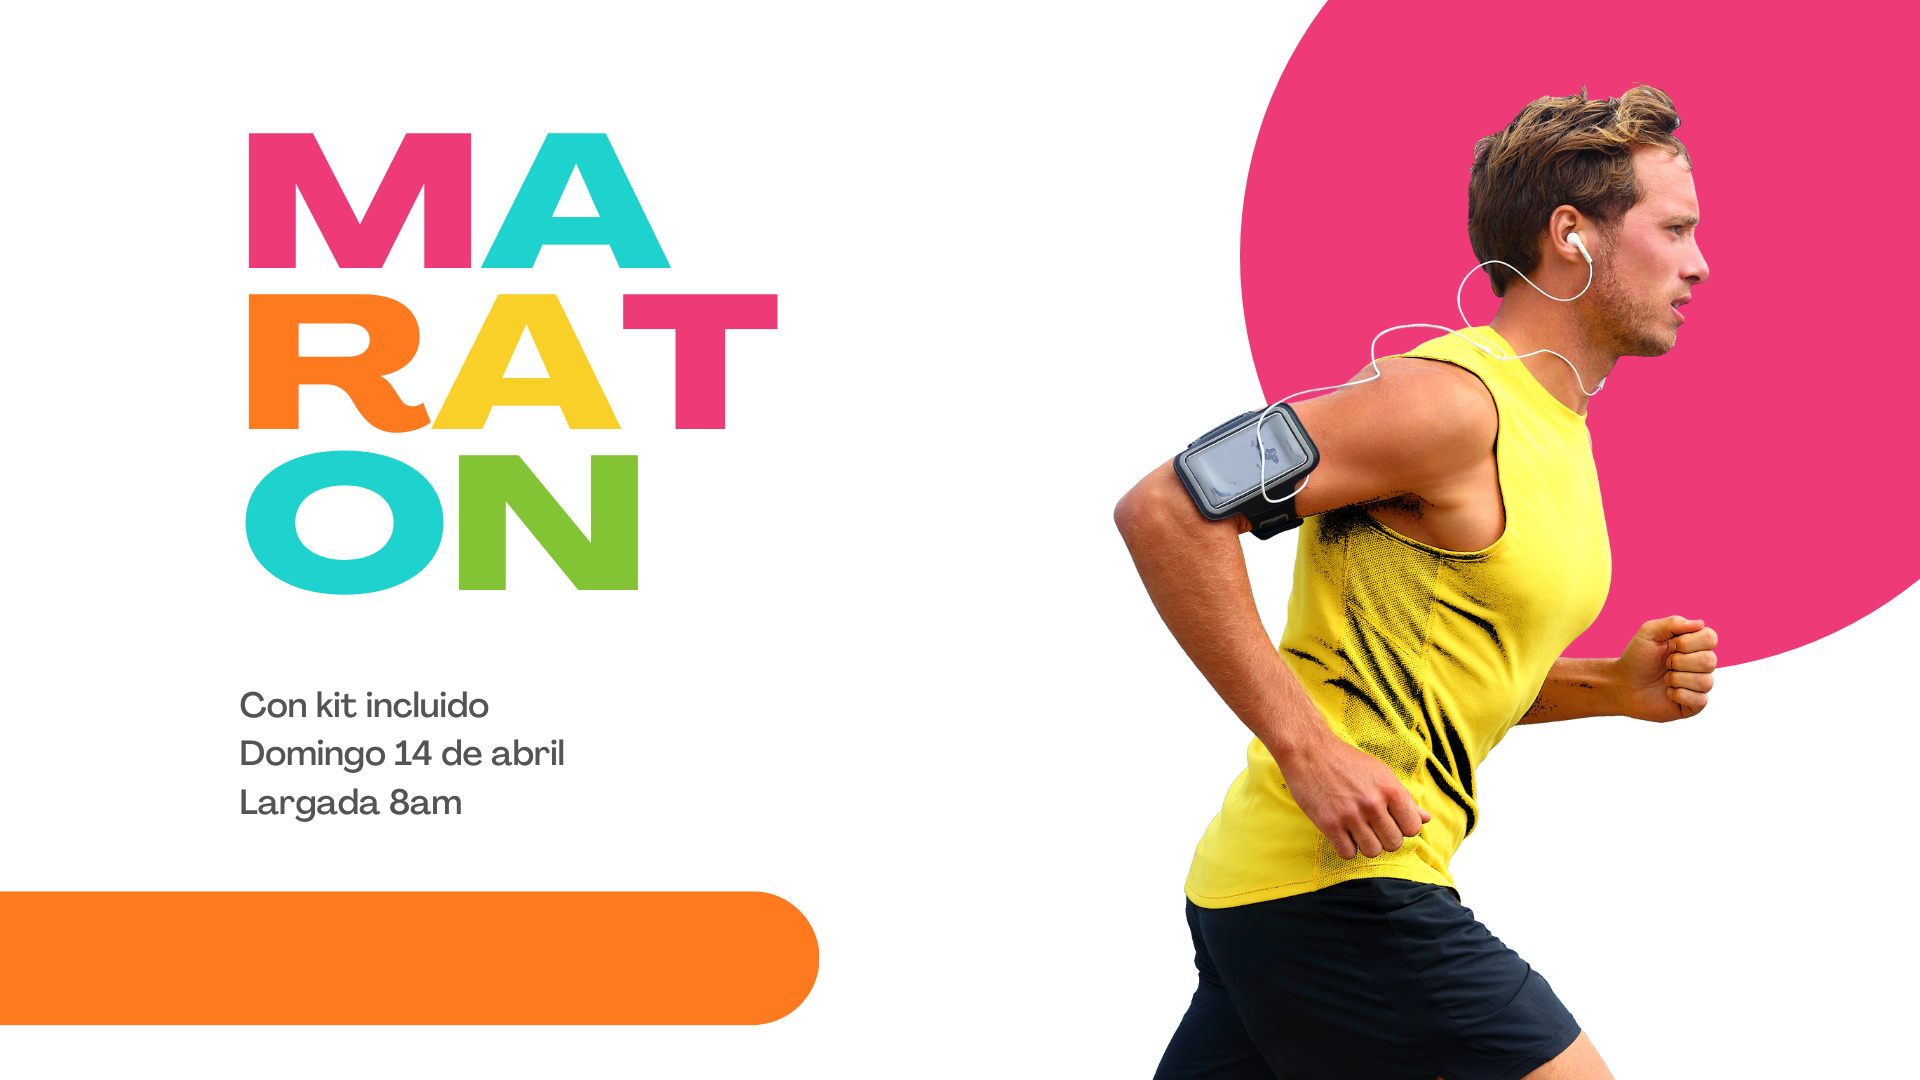 MA
RAT
ON
Con kit incluido
Domingo 14 de abril
Largada 8am